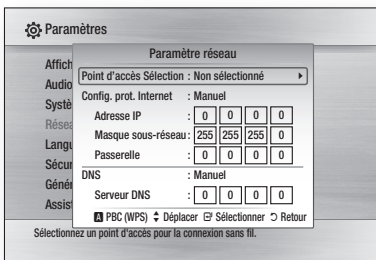 Paramètres
Paramètre réseau
Affich
Audio
Systè
Résea
Langu
Sécur
Génér
Assist
Point d'accès Sélection : Non sélectionné
Config. prot. Internet : Manuel
Adresse IP : 0 0 0 0
Masque sous-réseau : 255 255 255 0
Passerelle : 0 0 0 0
DNS : Manuel
Serveur DNS : 0 0 0 0
A PBC (WPS) Déplacer Sélectionner Retour
Sélectionnez un point d'accès pour la connexion sans fil.